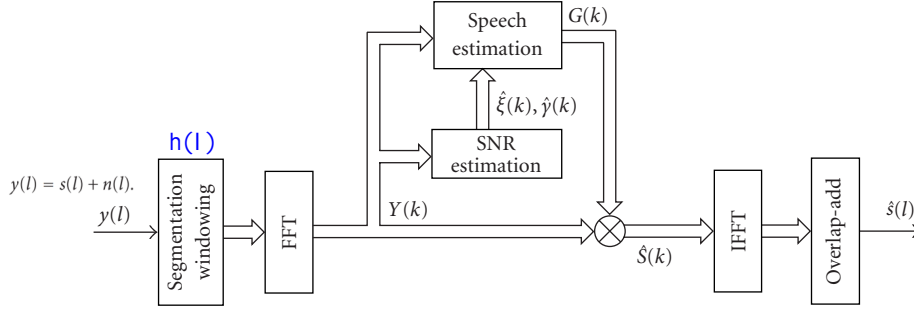 Speech
estimation
G(k)
ξ̂(k), γ̂(k)
SNR
estimation
h(l)
y(l) = s(l) + n(l).
y(l)
Segmentation
windowing
FFT
Y(k)
Ŝ(k)
IFFT
Overlap-add
ŝ(l)